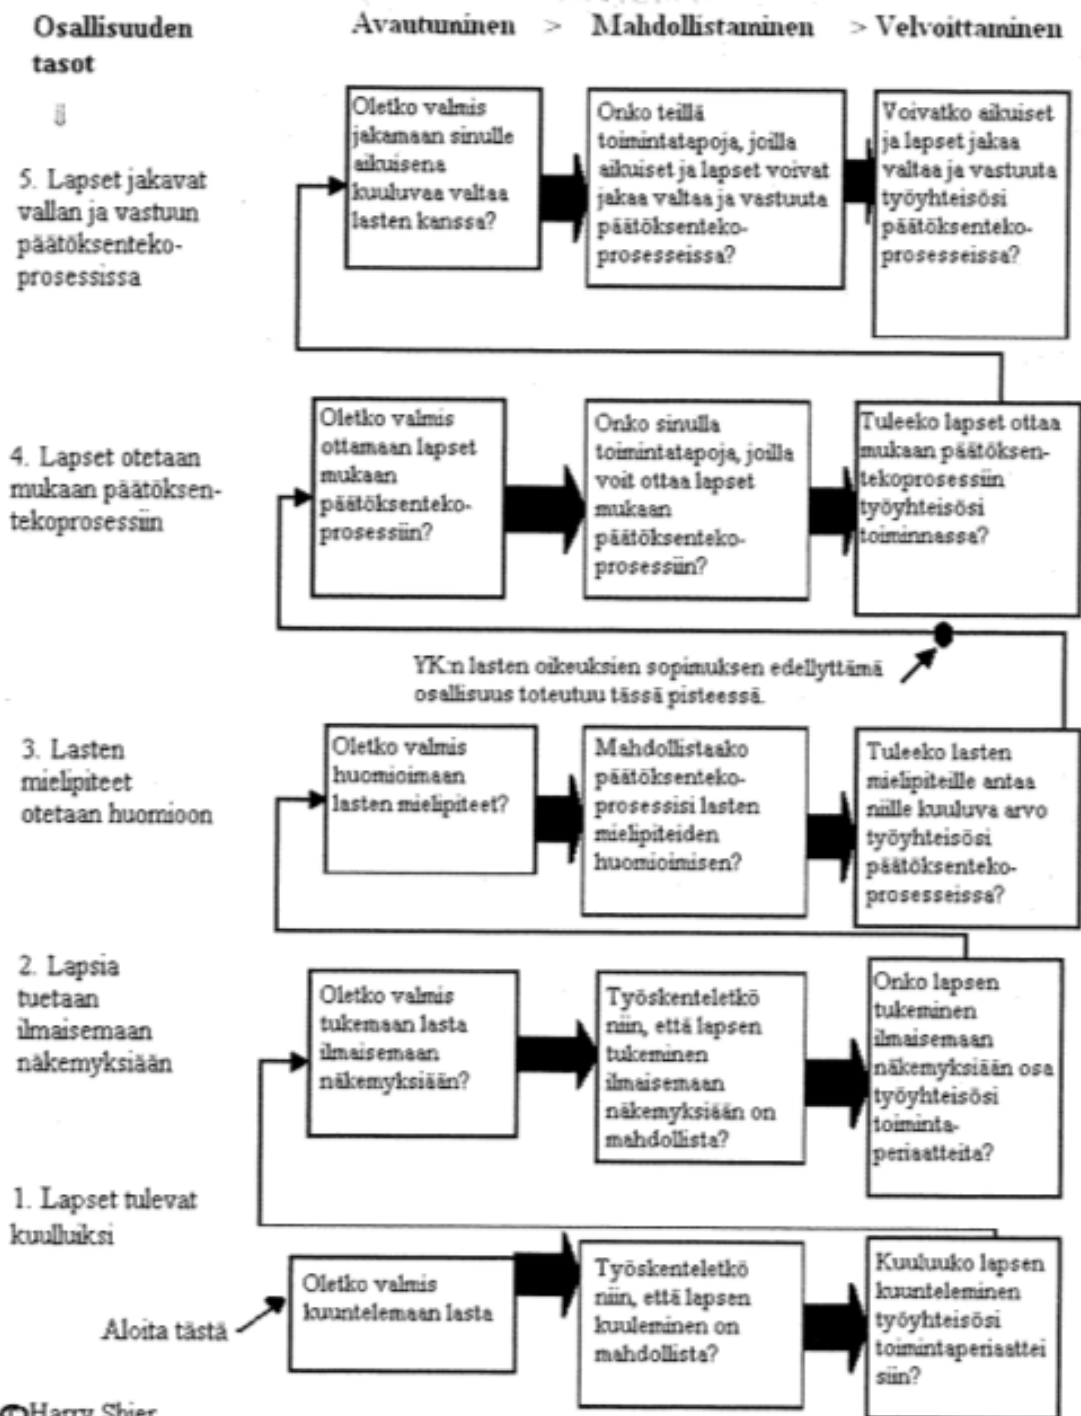 Osallisuuden
tasot
⇓
Avautuminen > Mahdollistaminen > Velvoittaminen
5. Lapset jakavat
vallan ja vastuun
päätöksenteko-
prosessissa
Oletko valmis
jakamaan sinulle
aikuisena
kuuluvaa valtaa
lasten kanssa?
Onko teillä
toimintatapoja, joilla
aikuiset ja lapset voivat
jakaa valtaa ja vastuuta
päätöksenteko-
prosesseissa?
Voivatko aikuiset
ja lapset jakaa
valtaa ja vastuuta
työyhteisösi
päätöksenteko-
prosesseissa?
4. Lapset otetaan
mukaan päätöksen-
tekoprosessiin
Oletko valmis
ottamaan lapset
mukaan
päätöksenteko-
prosessiin?
Onko sinulla
toimintatapoja, joilla
voit ottaa lapset
mukaan
päätöksenteko-
prosessiin?
Tuleeko lapset ottaa
mukaan päätöksen-
tekoprosessiin
työyhteisösi
toiminnassa?
YK:n lasten oikeuksien sopimuksen edellyttämä
osallisuus toteutuu tässä pisteessä.
3. Lasten
mielipiteet
otetaan huomioon
Oletko valmis
huomioimaan
lasten mielipiteet?
Mahdollistaako
päätöksenteko-
prosessisi lasten
mielipiteiden
huomioimisen?
Tuleeko lasten
mielipiteille antaa
niille kuuluva arvo
työyhteisösi
päätöksenteko-
prosesseissa?
2. Lapsia
tuetaan
ilmaisemaan
näkemyksiään
Oletko valmis
tukemaan lasta
ilmaisemaan
näkemyksiään?
Työskenteletkö
niin, että lapsen
tukeminen
ilmaisemaan
näkemyksiään on
mahdollista?
Onko lapsen
tukeminen
ilmaisemaan
näkemyksiään osa
työyhteisösi
toiminta-
periaatteita?
1. Lapset tulevat
kuulluiksi
Aloita tästä
Oletko valmis
kuuntelemaan lasta
Työskenteletkö
niin, että lapsen
kuuleminen on
mahdollista?
Kuuluuko lapsen
kuunteleminen
työyhteisösi
toimintaperiaattei
siin?
©Harry Shier